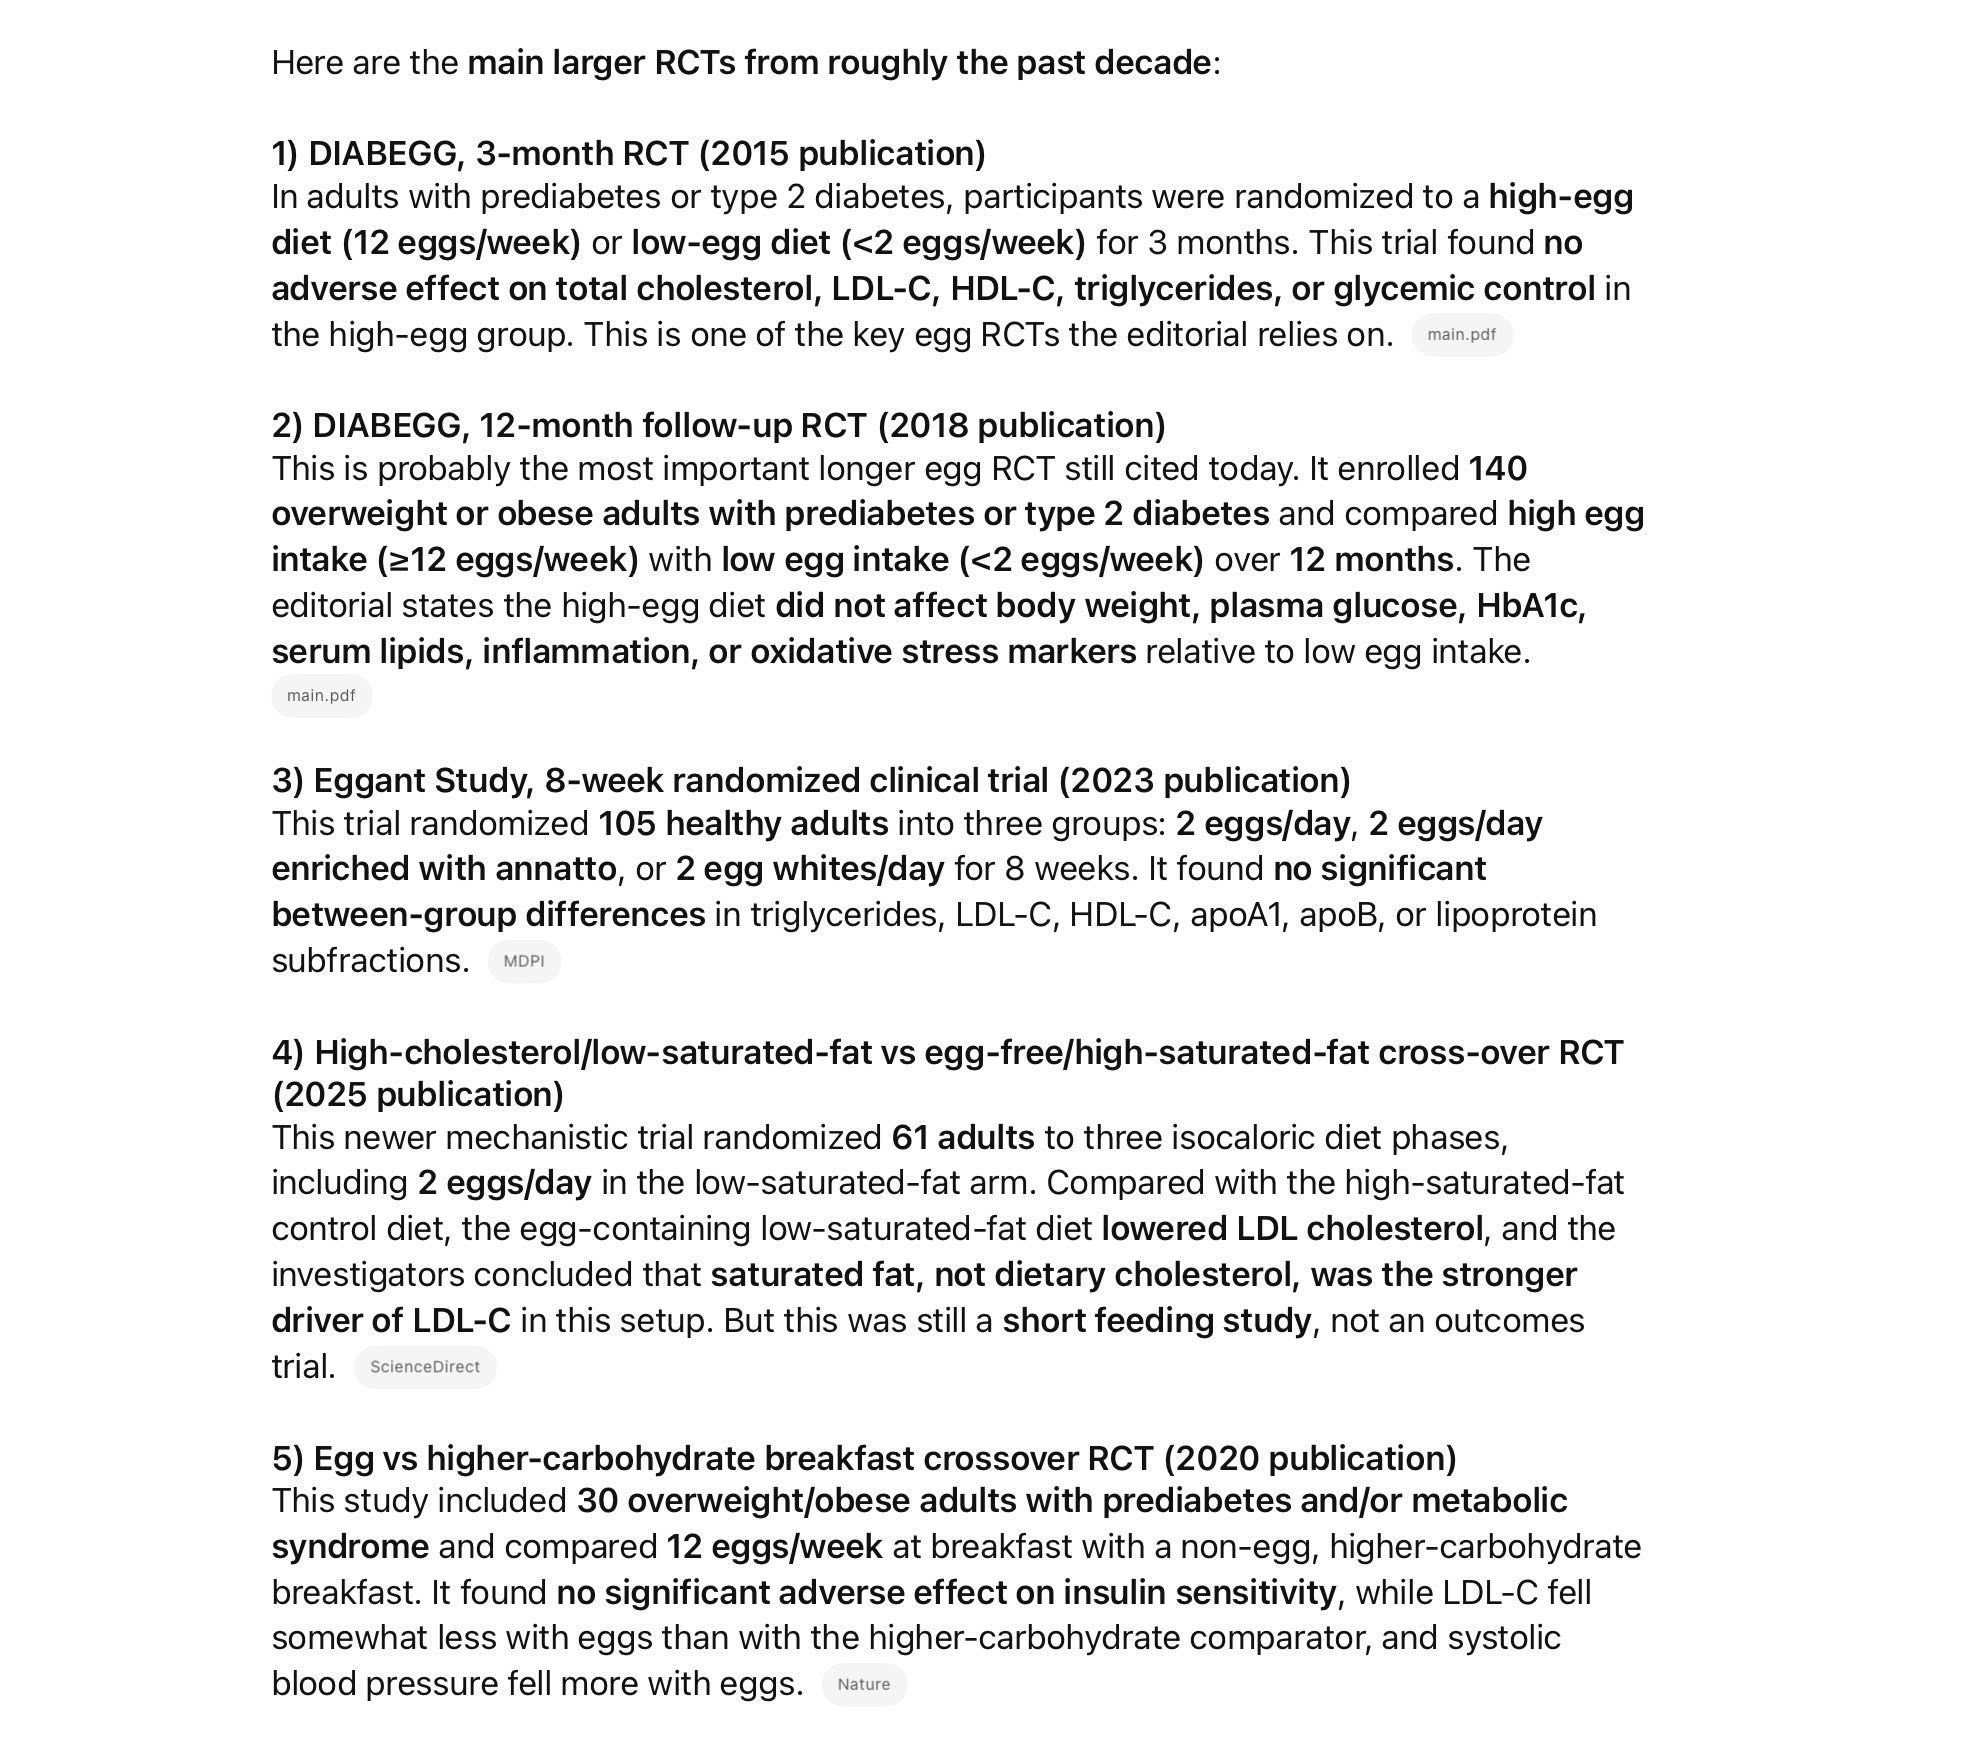 Here are the main larger RCTs from roughly the past decade:
1) DIABEGG, 3-month RCT (2015 publication)
In adults with prediabetes or type 2 diabetes, participants were randomized to a high-egg
diet (12 eggs/week) or low-egg diet (<2 eggs/week) for 3 months. This trial found no
adverse effect on total cholesterol, LDL-C, HDL-C, triglycerides, or glycemic control in
the high-egg group. This is one of the key egg RCTs the editorial relies on. main.pdf
2) DIABEGG, 12-month follow-up RCT (2018 publication)
This is probably the most important longer egg RCT still cited today. It enrolled 140
overweight or obese adults with prediabetes or type 2 diabetes and compared high egg
intake (≥12 eggs/week) with low egg intake (<2 eggs/week) over 12 months. The
editorial states the high-egg diet did not affect body weight, plasma glucose, HbA1c,
serum lipids, inflammation, or oxidative stress markers relative to low egg intake.
main.pdf
3) Eggant Study, 8-week randomized clinical trial (2023 publication)
This trial randomized 105 healthy adults into three groups: 2 eggs/day, 2 eggs/day
enriched with annatto, or 2 egg whites/day for 8 weeks. It found no significant
between-group differences in triglycerides, LDL-C, HDL-C, apoA1, apoB, or lipoprotein
subfractions. MDPI
4) High-cholesterol/low-saturated-fat vs egg-free/high-saturated-fat cross-over RCT
(2025 publication)
This newer mechanistic trial randomized 61 adults to three isocaloric diet phases,
including 2 eggs/day in the low-saturated-fat arm. Compared with the high-saturated-fat
control diet, the egg-containing low-saturated-fat diet lowered LDL cholesterol, and the
investigators concluded that saturated fat, not dietary cholesterol, was the stronger
driver of LDL-C in this setup. But this was still a short feeding study, not an outcomes
trial. ScienceDirect
5) Egg vs higher-carbohydrate breakfast crossover RCT (2020 publication)
This study included 30 overweight/obese adults with prediabetes and/or metabolic
syndrome and compared 12 eggs/week at breakfast with a non-egg, higher-carbohydrate
breakfast. It found no significant adverse effect on insulin sensitivity, while LDL-C fell
somewhat less with eggs than with the higher-carbohydrate comparator, and systolic
blood pressure fell more with eggs. Nature